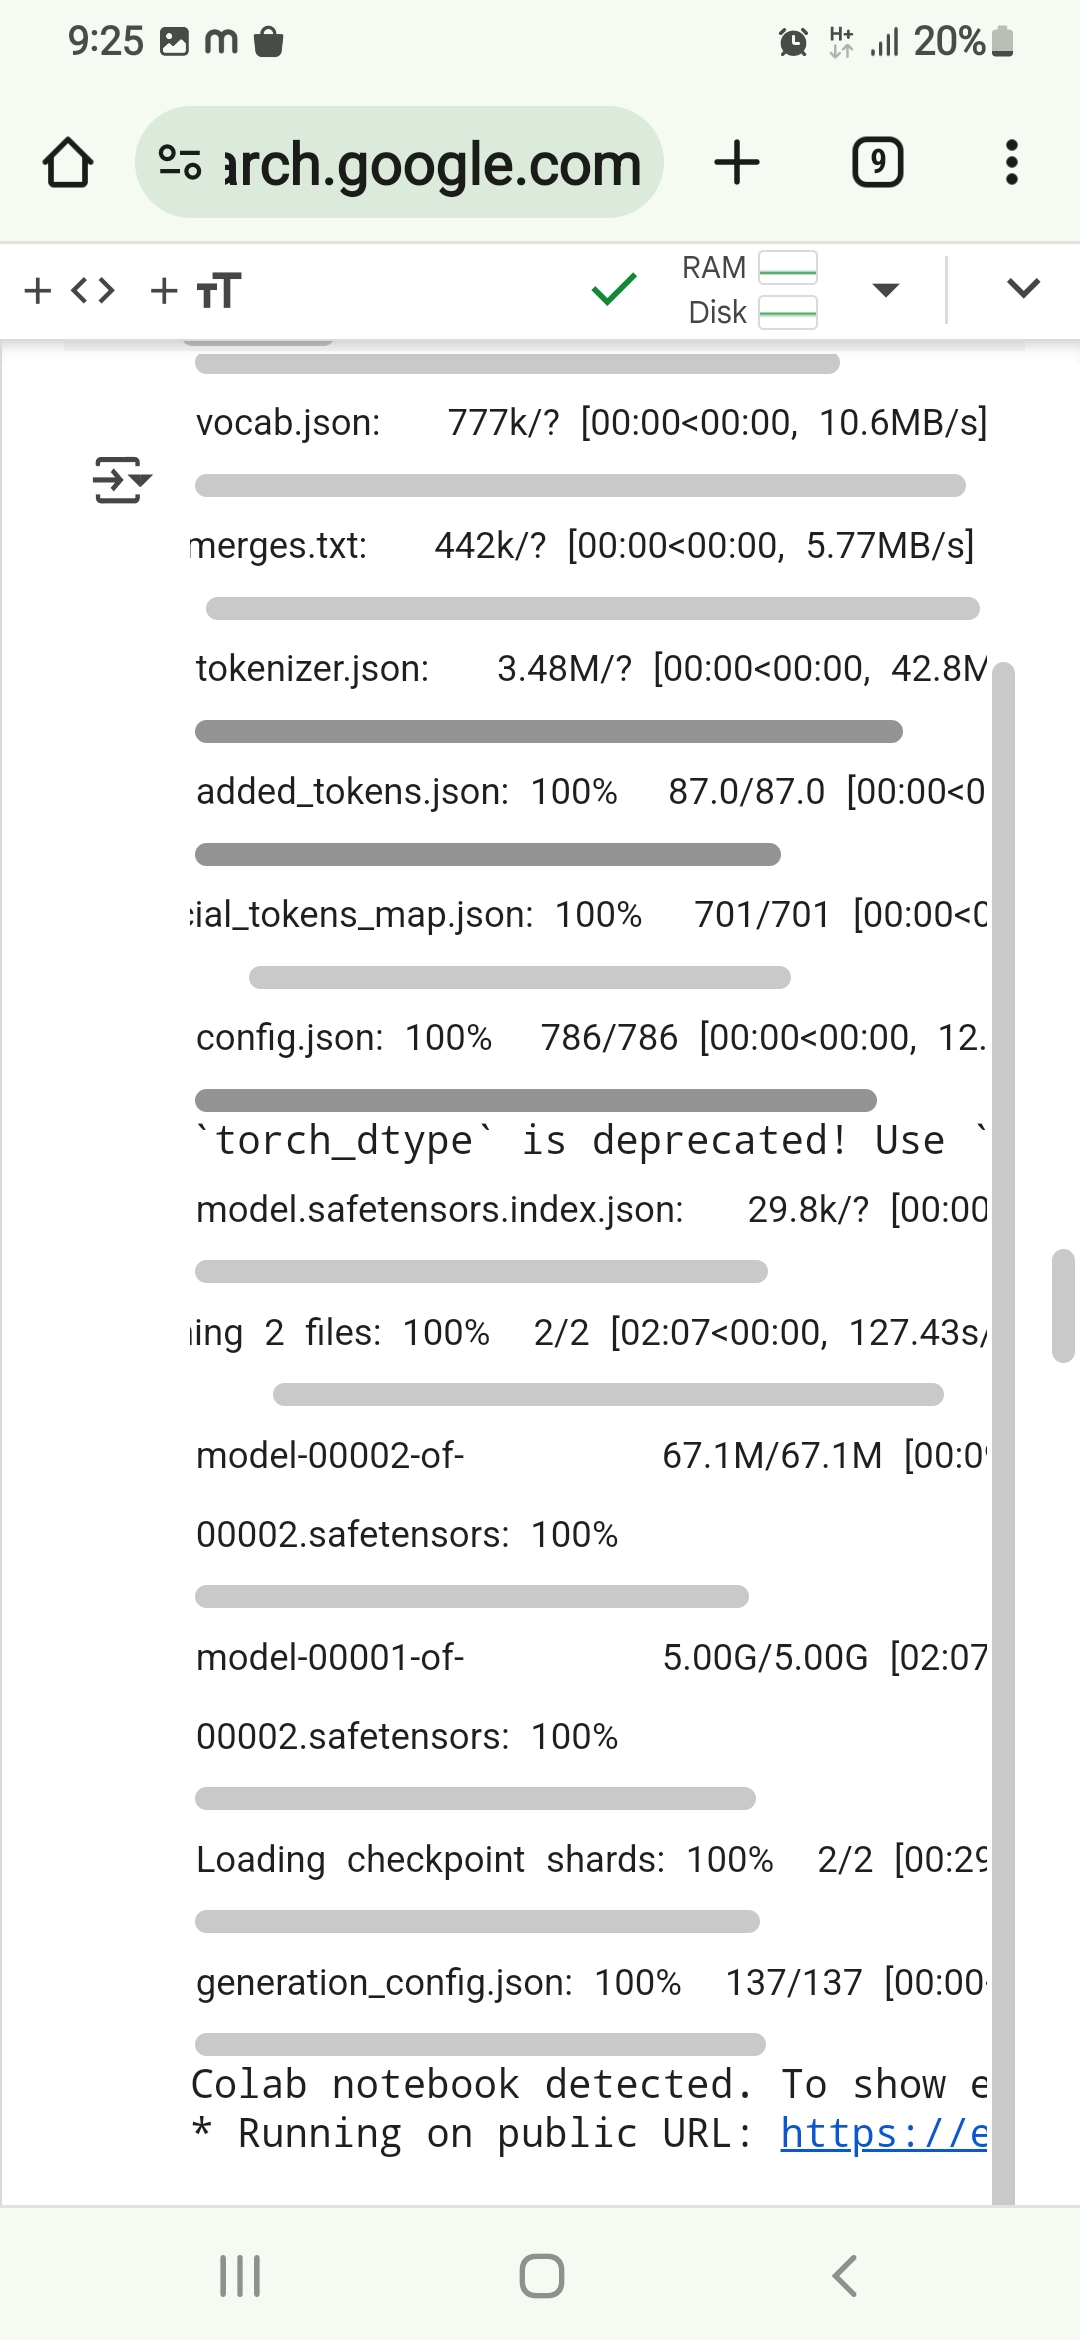 9:25 m H+ 20%
arch.google.com 9
RAM
Disk
vocab.json: 777k/? [00:00<00:00, 10.6MB/s]
merges.txt: 442k/? [00:00<00:00, 5.77MB/s]
tokenizer.json: 3.48M/? [00:00<00:00, 42.8M
added_tokens.json: 100% 87.0/87.0 [00:00<0
cial_tokens_map.json: 100% 701/701 [00:00<0
config.json: 100% 786/786 [00:00<00:00, 12.
`torch_dtype` is deprecated! Use `
model.safetensors.index.json: 29.8k/? [00:00
ing 2 files: 100% 2/2 [02:07<00:00, 127.43s/
model-00002-of- 67.1M/67.1M [00:0
00002.safetensors: 100%
model-00001-of- 5.00G/5.00G [02:07
00002.safetensors: 100%
Loading checkpoint shards: 100% 2/2 [00:29
generation_config.json: 100% 137/137 [00:00
Colab notebook detected. To show e
* Running on public URL: https://e